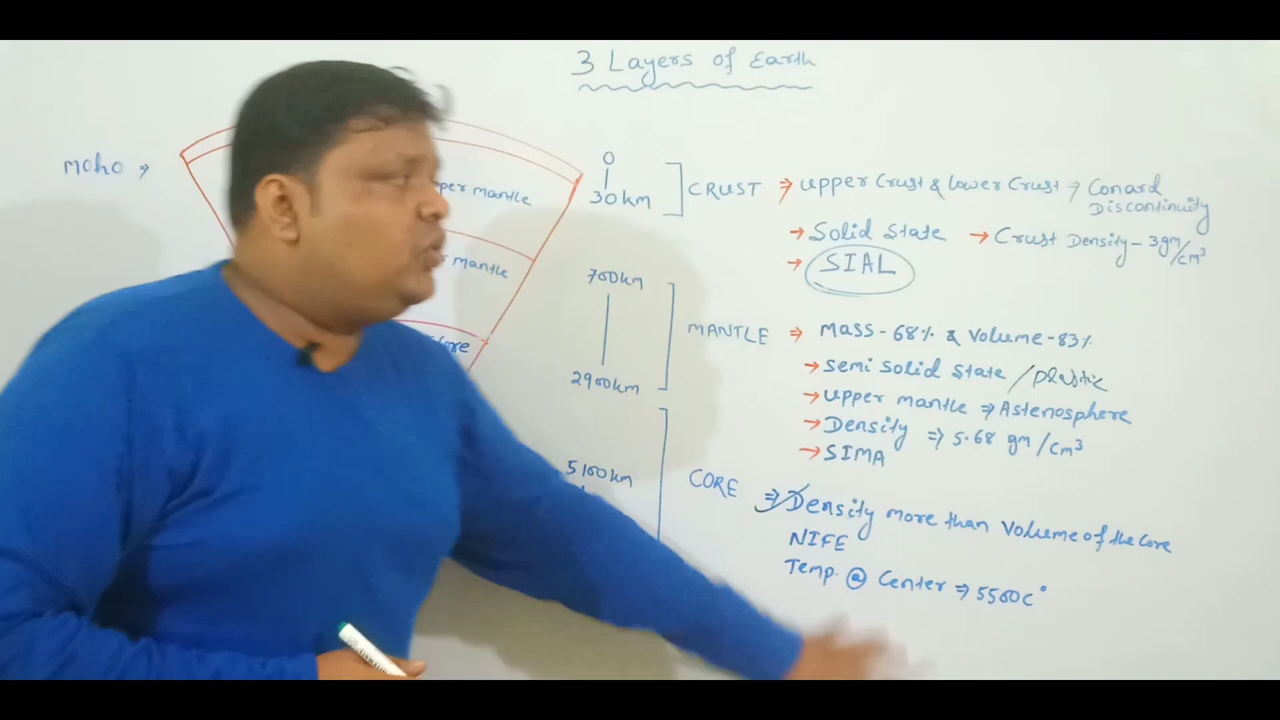 3 Layers of Earth
Moho →
upper mantle
mantle
Core
0
30km
700km
2900km
5100km
CRUST ⇒ Upper Crust & Lower Crust → Conard
Discontinuity
→ Solid State → Crust Density - 3gm/cm³
→ SIAL
MANTLE ⇒ Mass - 68% & Volume - 83%
→ Semi Solid State / Plastic
→ Upper mantle ⇒ Astenosphere
→ Density ⇒ 5.68 gm/cm³
→ SIMA
CORE ⇒ Density more than Volume of the Core
NIFE
Temp. @ Center ⇒ 5500C°